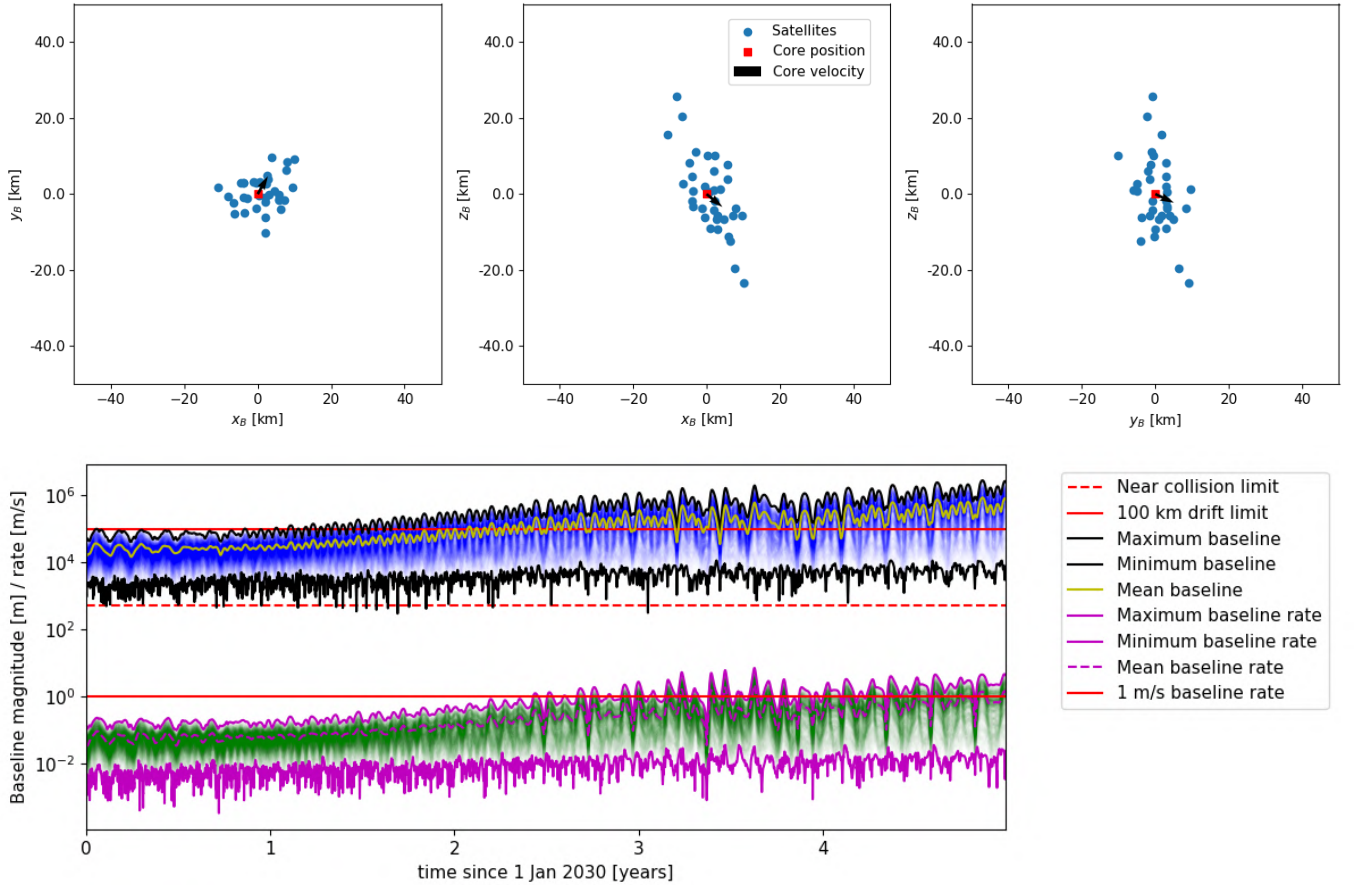 40.0
20.0
0.0
-20.0
-40.0
−40
−20
0
20
40
y_B [km]
x_B [km]
40.0
20.0
0.0
-20.0
-40.0
−40
−20
0
20
40
z_B [km]
x_B [km]
Satellites
Core position
Core velocity
40.0
20.0
0.0
-20.0
-40.0
−40
−20
0
20
40
z_B [km]
y_B [km]
10^6
10^4
10^2
10^0
10^−2
0
1
2
3
4
Baseline magnitude [m] / rate [m/s]
time since 1 Jan 2030 [years]
Near collision limit
100 km drift limit
Maximum baseline
Minimum baseline
Mean baseline
Maximum baseline rate
Minimum baseline rate
Mean baseline rate
1 m/s baseline rate